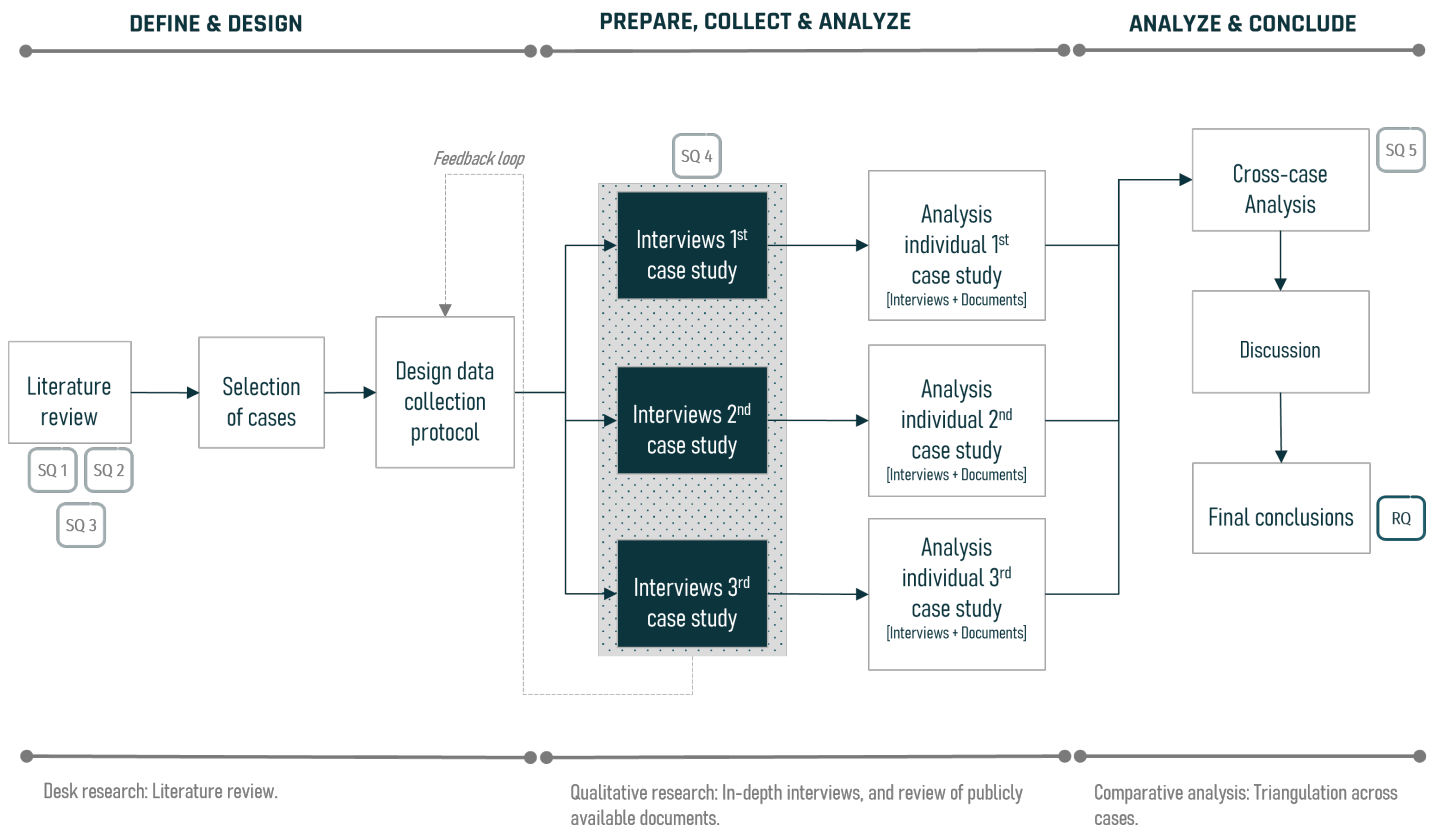 DEFINE & DESIGN
PREPARE, COLLECT & ANALYZE
ANALYZE & CONCLUDE
Feedback loop
SQ 4
SQ 5
Literature
review
SQ 1
SQ 2
SQ 3
Selection
of cases
Design data
collection
protocol
Interviews 1st
case study
Interviews 2nd
case study
Interviews 3rd
case study
Analysis
individual 1st
case study
[Interviews + Documents]
Analysis
individual 2nd
case study
[Interviews + Documents]
Analysis
individual 3rd
case study
[Interviews + Documents]
Cross-case
Analysis
Discussion
Final conclusions
RQ
Desk research: Literature review.
Qualitative research: In-depth interviews, and review of publicly
available documents.
Comparative analysis: Triangulation across
cases.